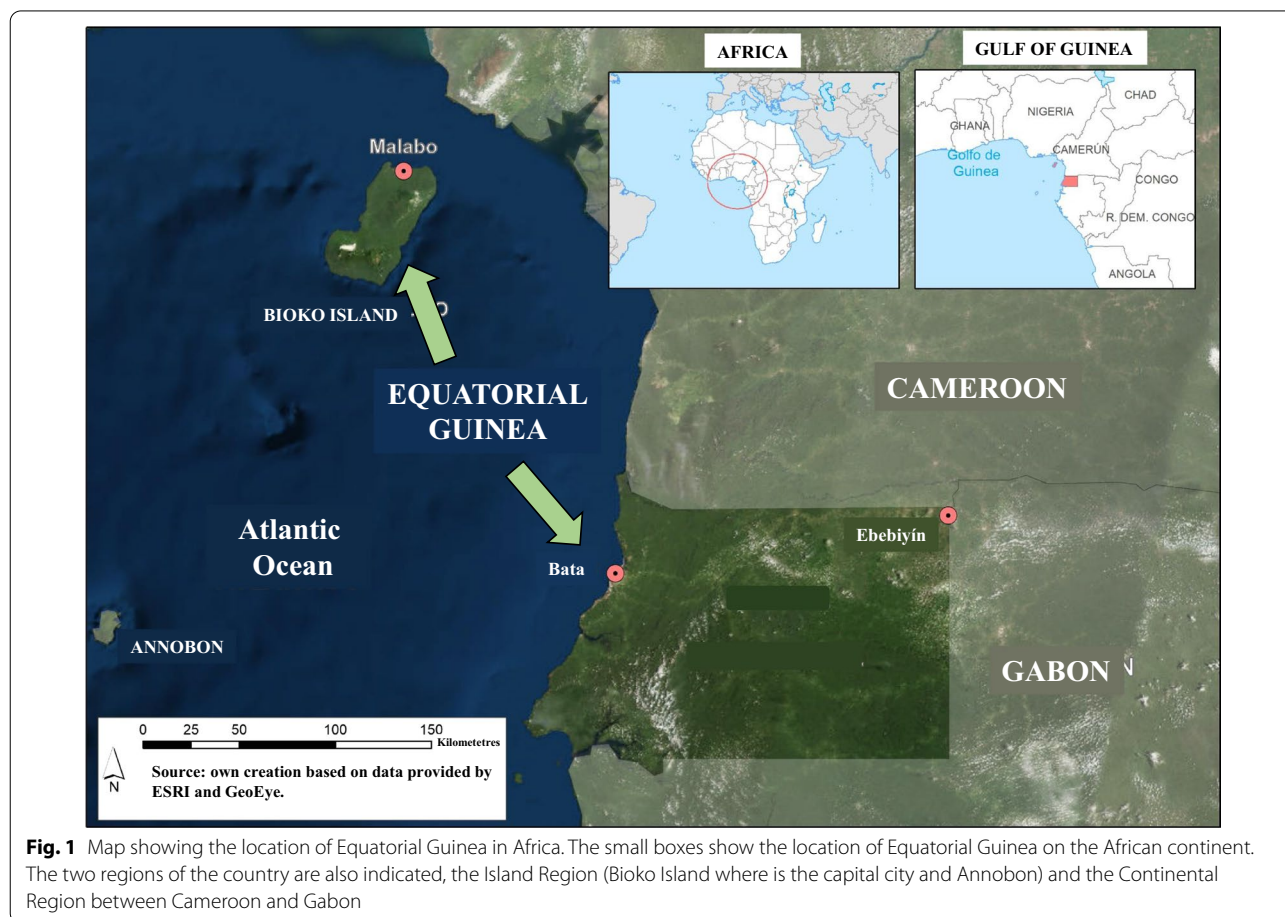 AFRICA
GULF OF GUINEA
CHAD
NIGERIA
GHANA
CAMERÚN
Golfo de
Guinea
CONGO
R. DEM. CONGO
ANGOLA
Malabo
BIOKO ISLAND
EQUATORIAL
GUINEA
CAMEROON
Atlantic
Ocean
Ebebiyín
Bata
ANNOBON
GABON
N
0 25 50 100 150
Kilometetres
Source: own creation based on data provided by
ESRI and GeoEye.
N
Fig. 1 Map showing the location of Equatorial Guinea in Africa. The small boxes show the location of Equatorial Guinea on the African continent.
The two regions of the country are also indicated, the Island Region (Bioko Island where is the capital city and Annobon) and the Continental
Region between Cameroon and Gabon